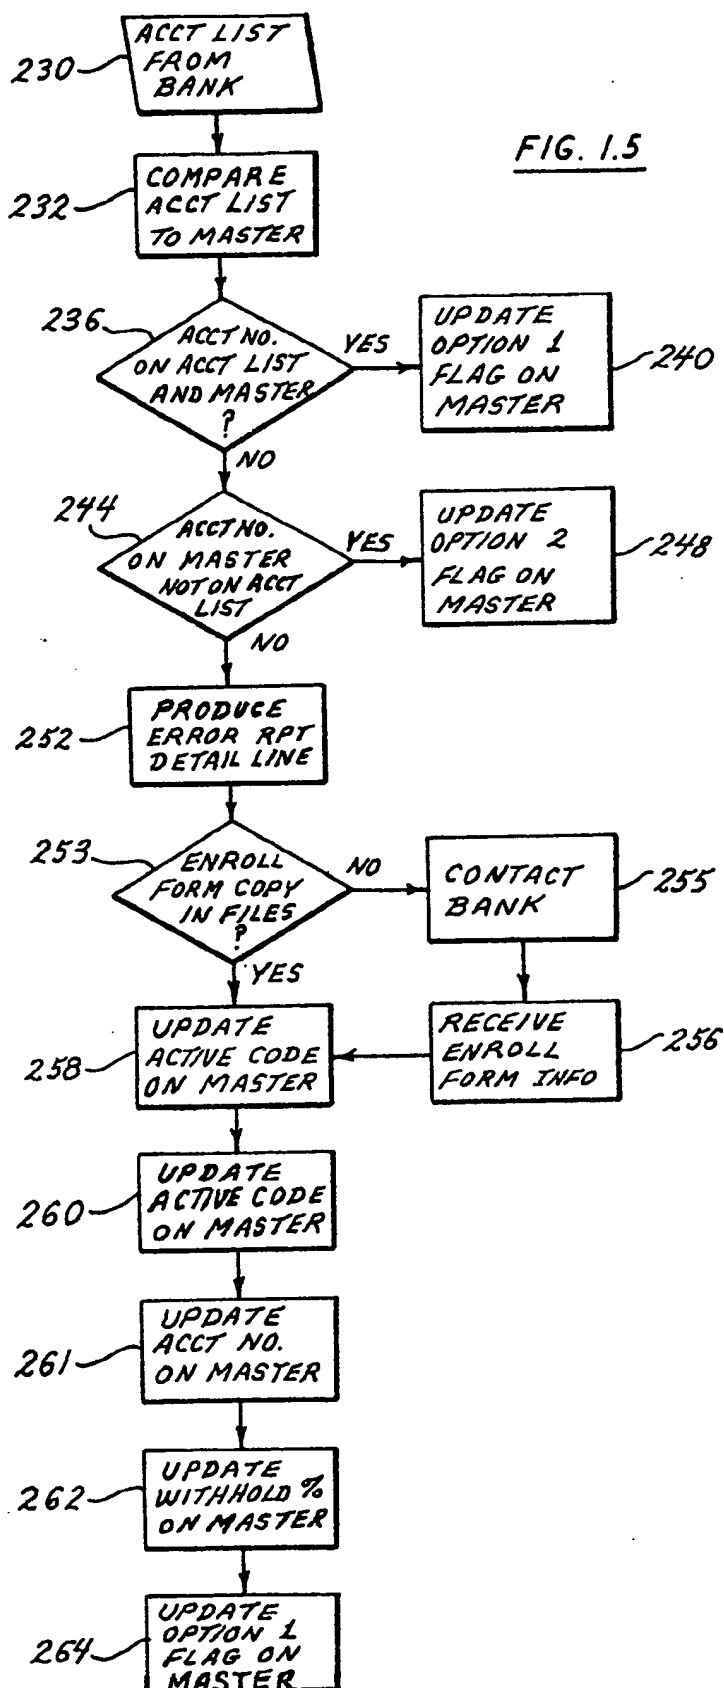 ACCT LIST
FROM
BANK
230
FIG. 1.5
COMPARE
ACCT LIST
TO MASTER
232
236
ACCT NO.
ON ACCT LIST
AND MASTER
?
YES
UPDATE
OPTION 1
FLAG ON
MASTER
240
NO
244
ACCT NO.
ON MASTER
NOT ON ACCT
LIST
YES
UPDATE
OPTION 2
FLAG ON
MASTER
248
NO
PRODUCE
ERROR RPT
DETAIL LINE
252
253
ENROLL
FORM COPY
IN FILES
?
NO
CONTACT
BANK
255
YES
RECEIVE
ENROLL
FORM INFO
256
UPDATE
ACTIVE CODE
ON MASTER
258
UPDATE
ACTIVE CODE
ON MASTER
260
UPDATE
ACCT NO.
ON MASTER
261
UPDATE
WITHHOLD %
ON MASTER
262
UPDATE
OPTION 1
FLAG ON
MASTER
264